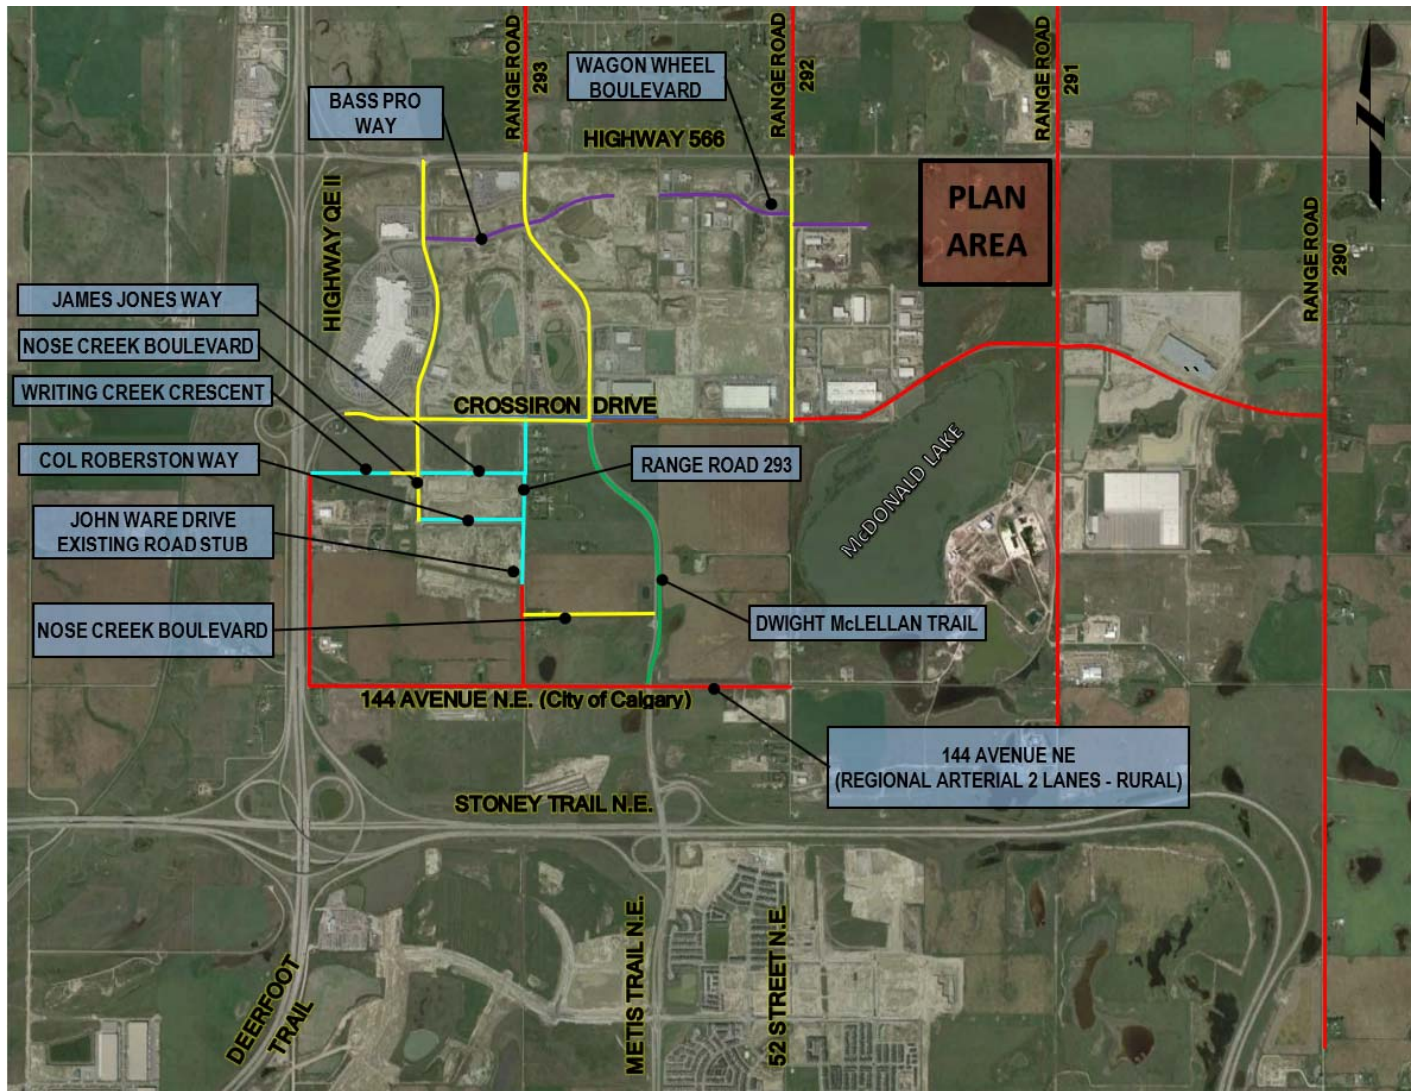 RANGE ROAD
293
RANGE ROAD
292
RANGE ROAD
291
WAGON WHEEL
BOULEVARD
BASS PRO
WAY
HIGHWAY 566
PLAN
AREA
HIGHWAY QE II
RANGE ROAD
290
JAMES JONES WAY
NOSE CREEK BOULEVARD
WRITING CREEK CRESCENT
CROSSIRON DRIVE
COL ROBERSTON WAY
RANGE ROAD 293
McDONALD LAKE
JOHN WARE DRIVE
EXISTING ROAD STUB
NOSE CREEK BOULEVARD
DWIGHT McLELLAN TRAIL
144 AVENUE N.E. (City of Calgary)
144 AVENUE NE
(REGIONAL ARTERIAL 2 LANES - RURAL)
STONEY TRAIL N.E.
DEERFOOT
TRAIL
METIS TRAIL N.E.
52 STREET N.E.